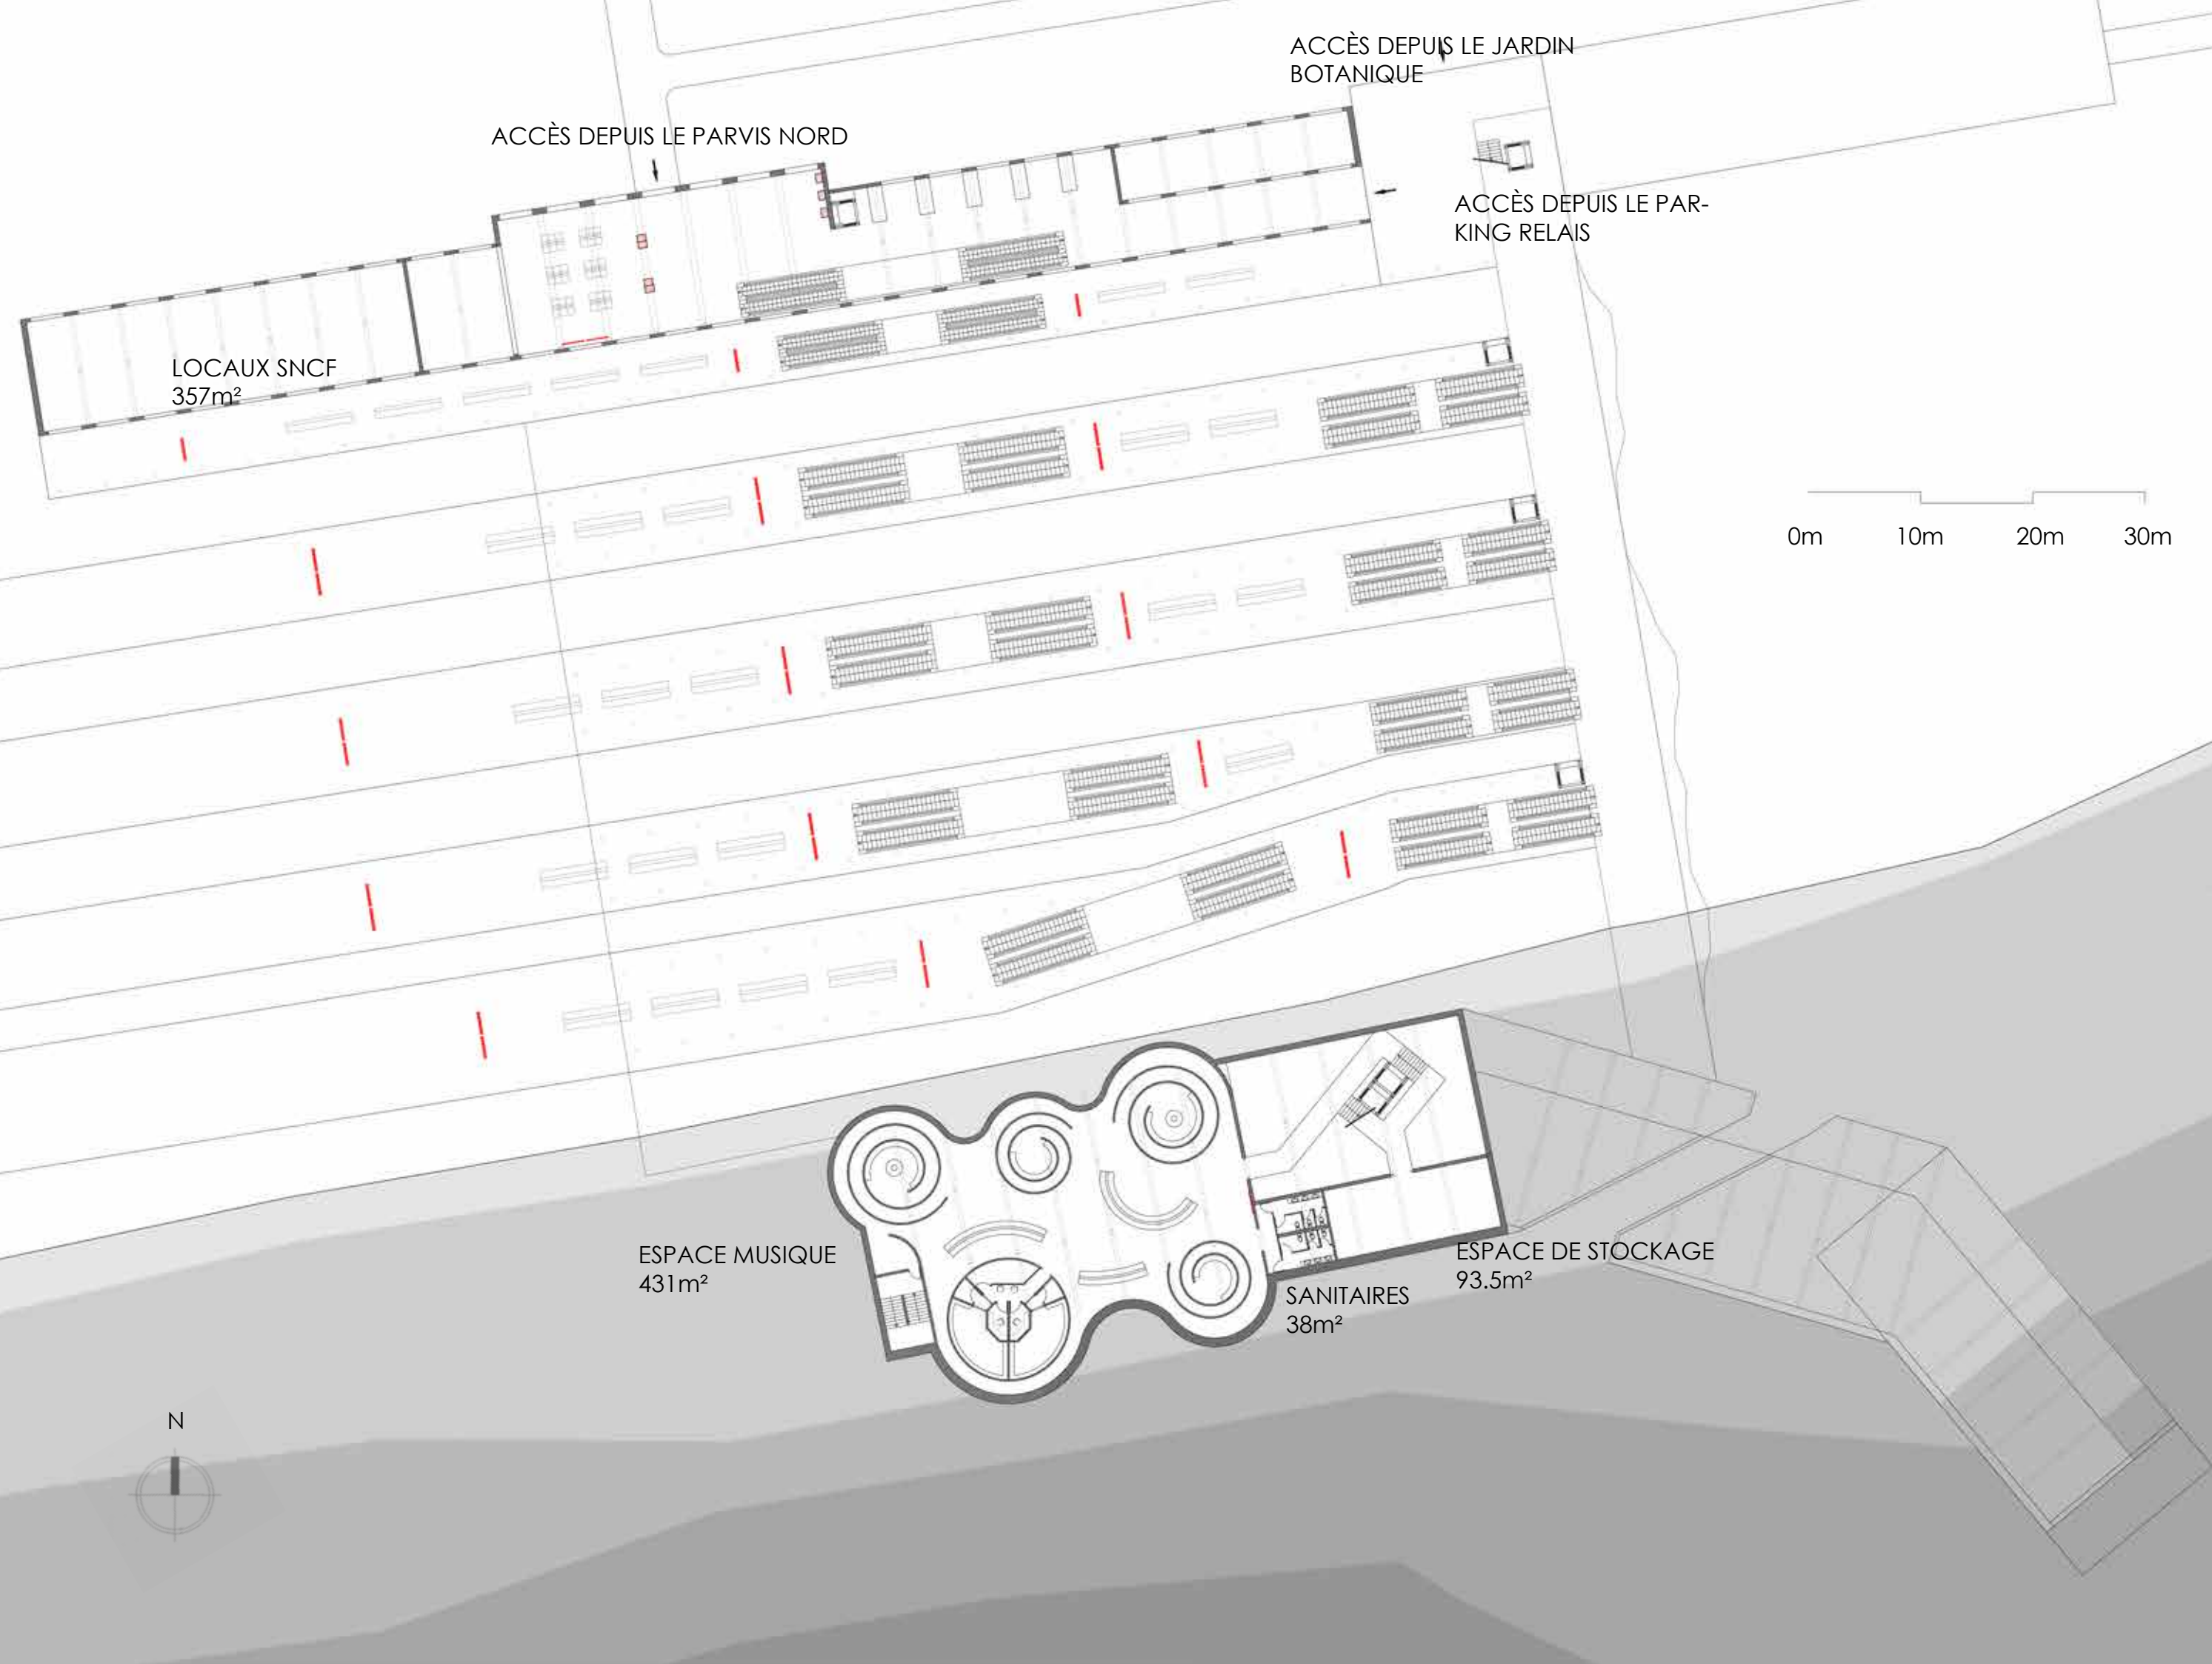 ACCÈS DEPUIS LE JARDIN
BOTANIQUE
ACCÈS DEPUIS LE PARVIS NORD
ACCÈS DEPUIS LE PAR-
KING RELAIS
LOCAUX SNCF
357m²
0m 10m 20m 30m
ESPACE MUSIQUE
431m²
ESPACE DE STOCKAGE
93.5m²
SANITAIRES
38m²
N